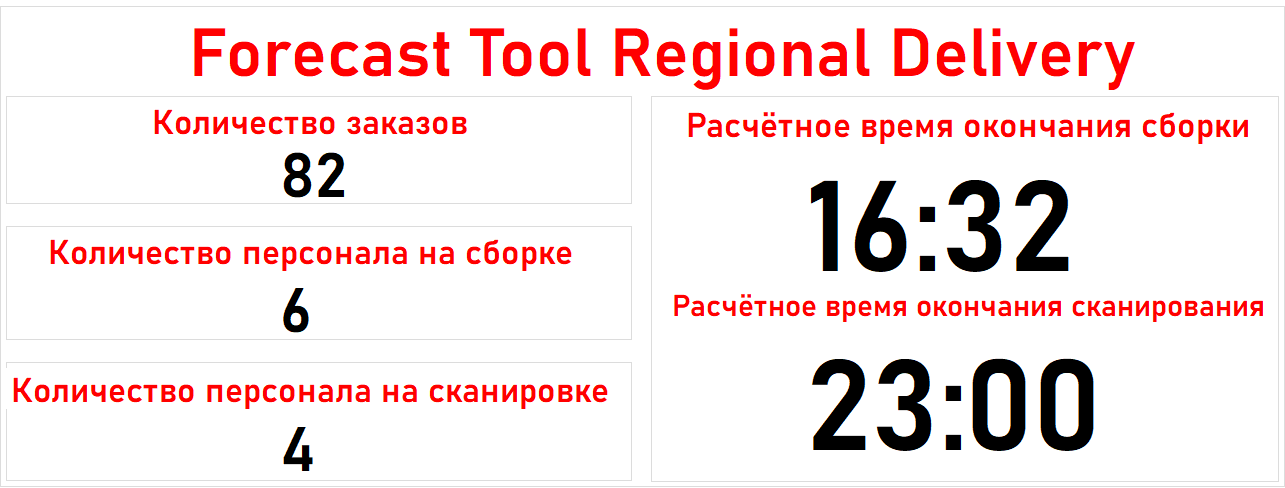 Forecast Tool Regional Delivery
Количество заказов
82
Количество персонала на сборке
6
Количество персонала на сканировке
4
Расчётное время окончания сборки
16:32
Расчётное время окончания сканирования
23:00